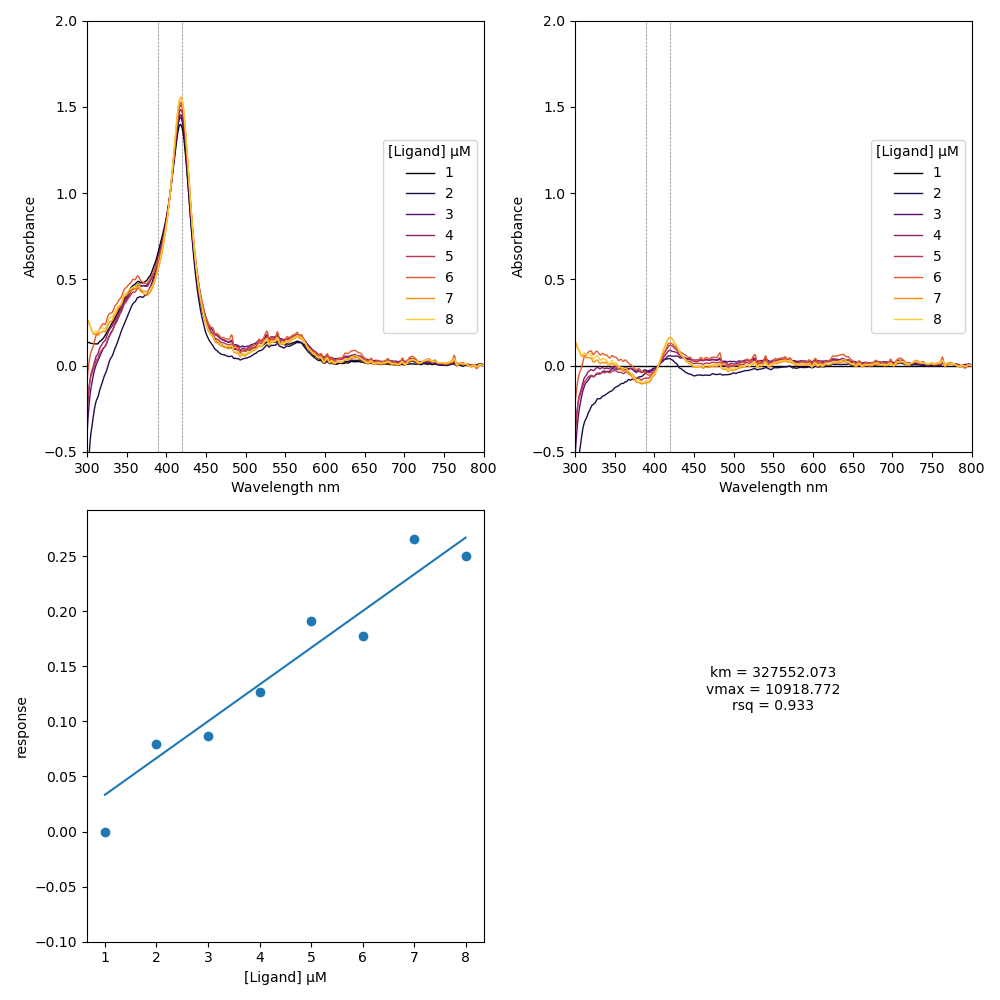 2.0
1.5
1.0
0.5
0.0
−0.5
Absorbance
300 350 400 450 500 550 600 650 700 750 800
Wavelength nm
[Ligand] μM
1
2
3
4
5
6
7
8
2.0
1.5
1.0
0.5
0.0
−0.5
Absorbance
300 350 400 450 500 550 600 650 700 750 800
Wavelength nm
[Ligand] μM
1
2
3
4
5
6
7
8
0.25
0.20
0.15
0.10
0.05
0.00
−0.05
−0.10
response
1 2 3 4 5 6 7 8
[Ligand] μM
km = 327552.073
vmax = 10918.772
rsq = 0.933